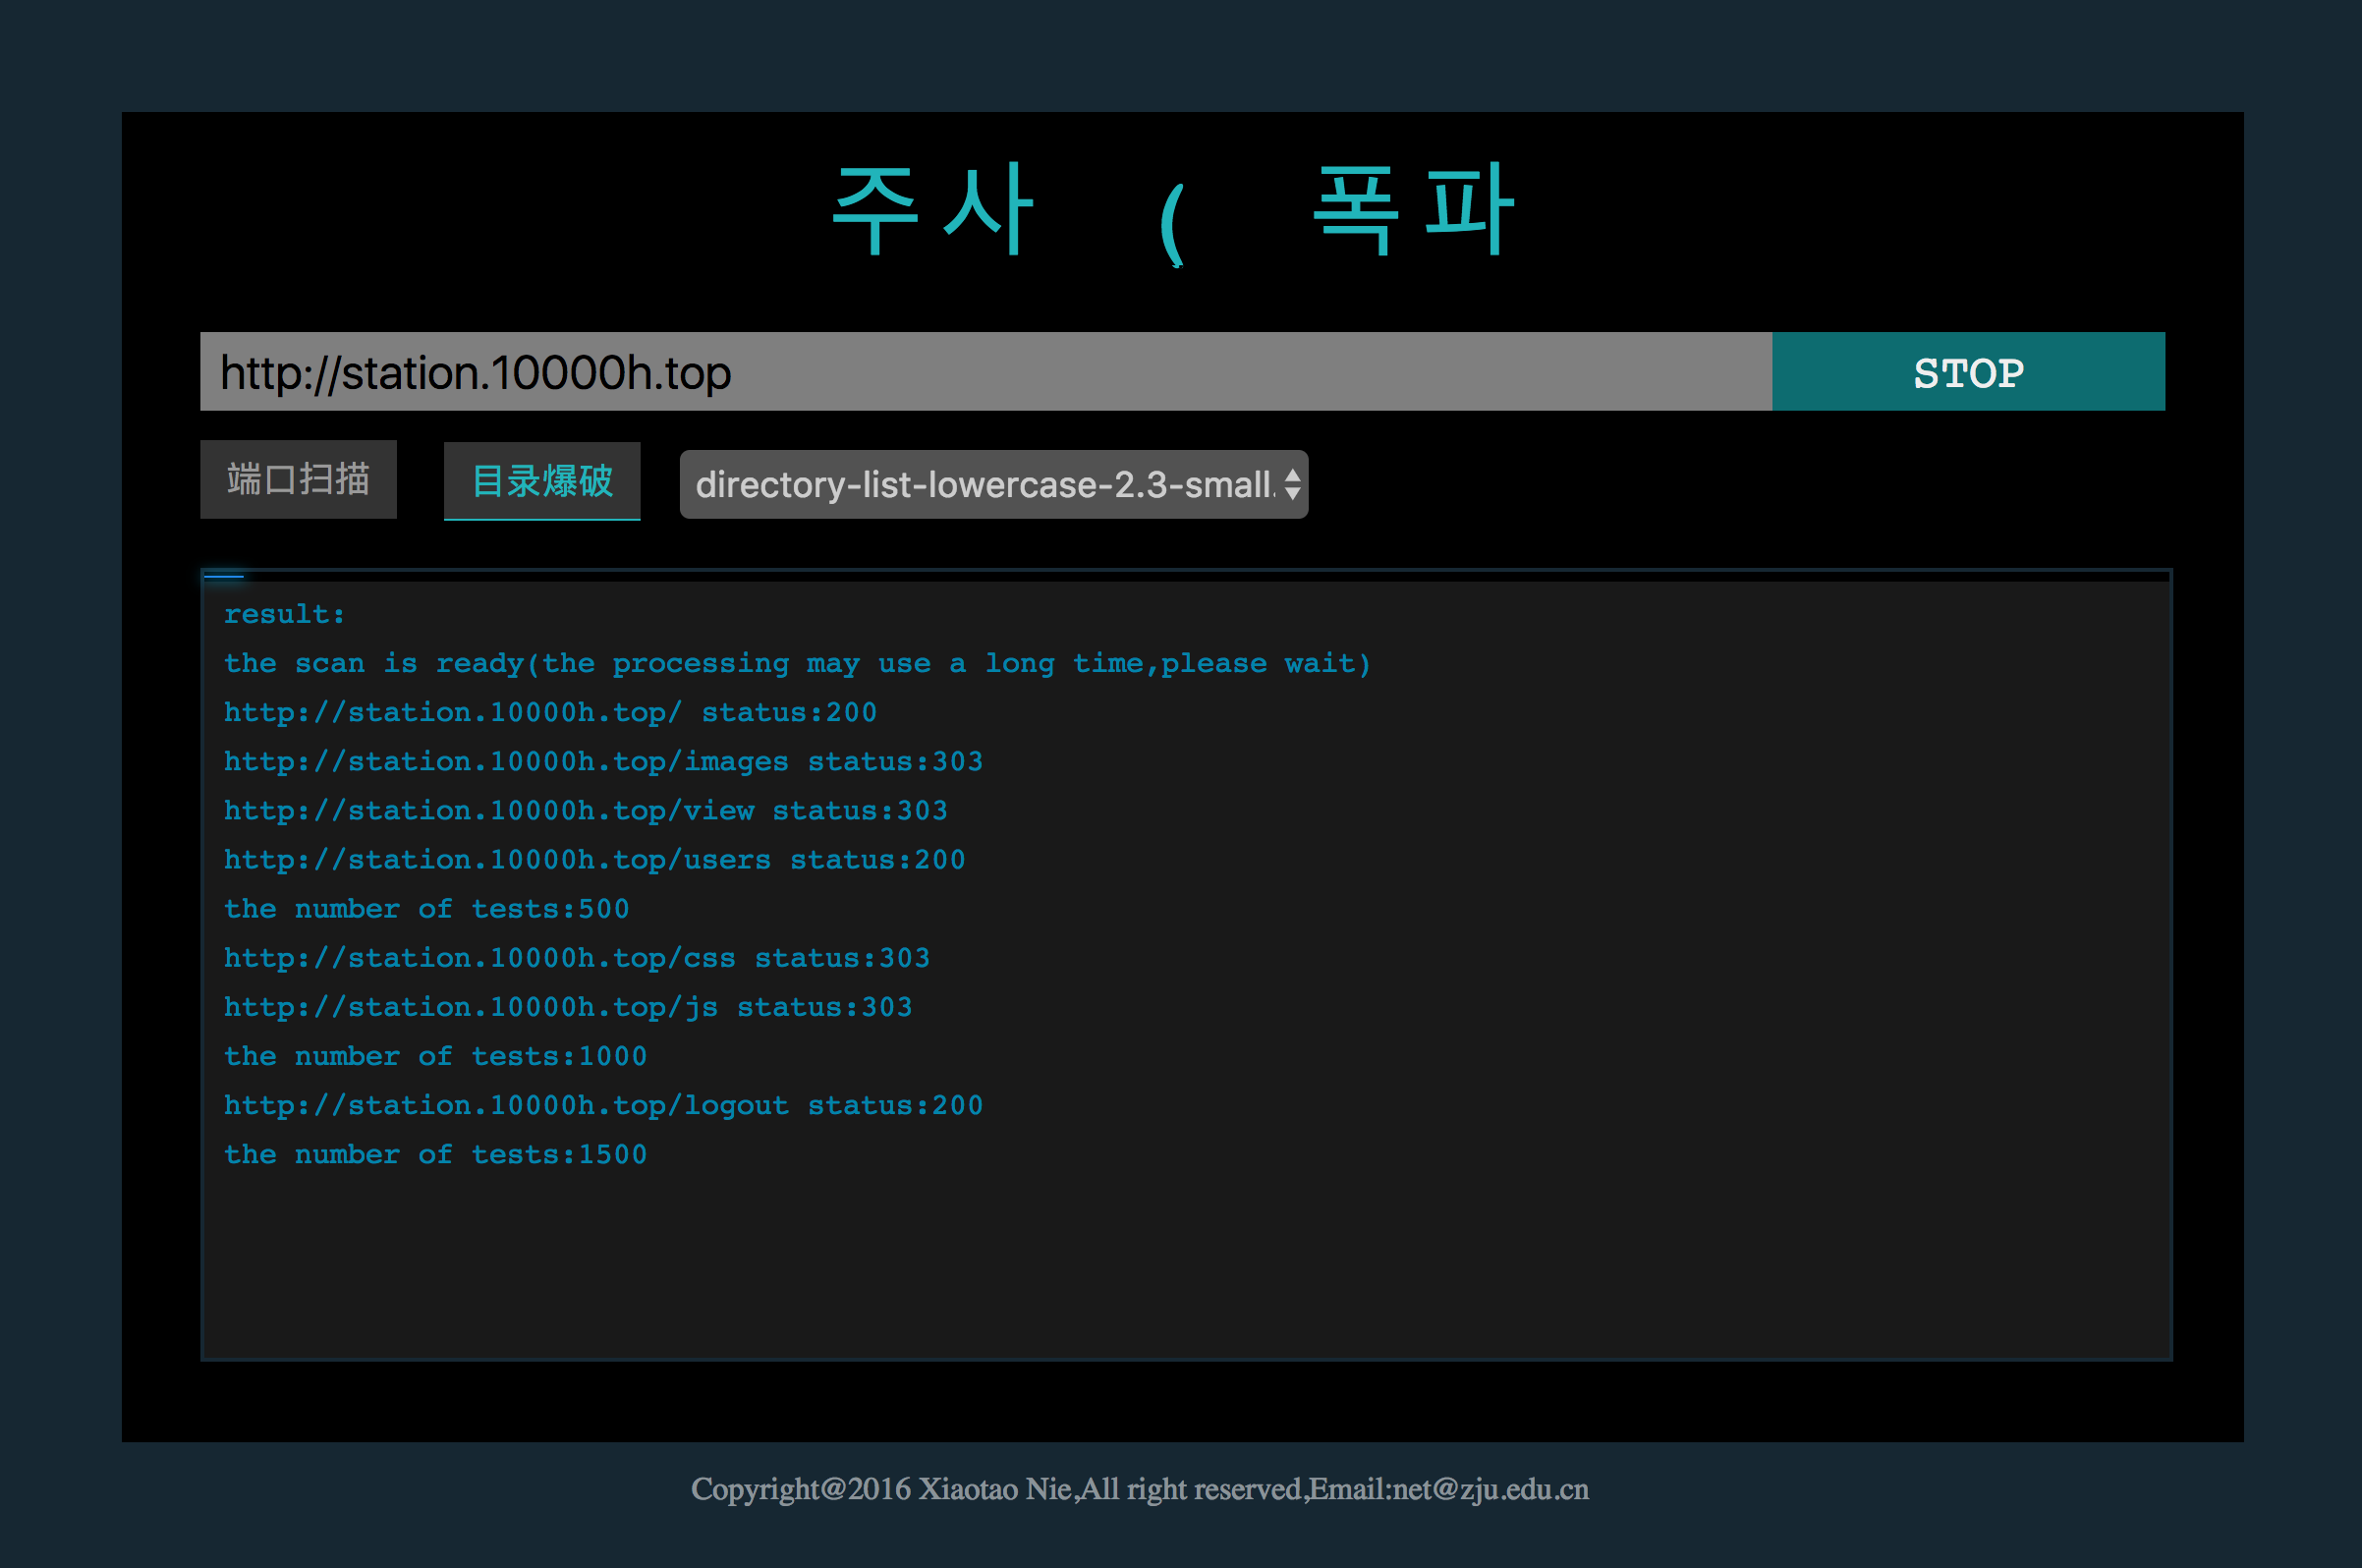 주사 ( 폭파
http://station.10000h.top STOP
端口扫描 目录爆破 directory-list-lowercase-2.3-small.
result:
the scan is ready(the processing may use a long time,please wait)
http://station.10000h.top/ status:200
http://station.10000h.top/images status:303
http://station.10000h.top/view status:303
http://station.10000h.top/users status:200
the number of tests:500
http://station.10000h.top/css status:303
http://station.10000h.top/js status:303
the number of tests:1000
http://station.10000h.top/logout status:200
the number of tests:1500
Copyright@2016 Xiaotao Nie,All right reserved,Email:net@zju.edu.cn